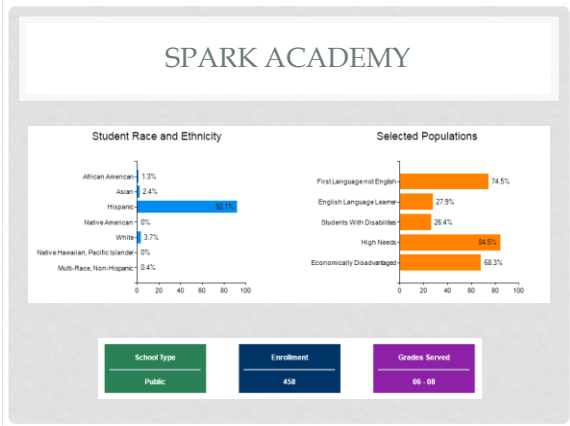 SPARK ACADEMY
Student Race and Ethnicity
African American 1.3%
Asian 2.4%
Hispanic 92.1%
Native American 0%
White 3.7%
Native Hawaiian, Pacific Islander 0%
Multi-Race, Non-Hispanic 0.4%
0 20 40 60 80 100
Selected Populations
First Language not English 74.5%
English Language Learner 27.9%
Students With Disabilities 26.4%
High Needs 84.5%
Economically Disadvantaged 68.3%
0 20 40 60 80 100
School Type
Public
Enrollment
458
Grades Served
06 - 08